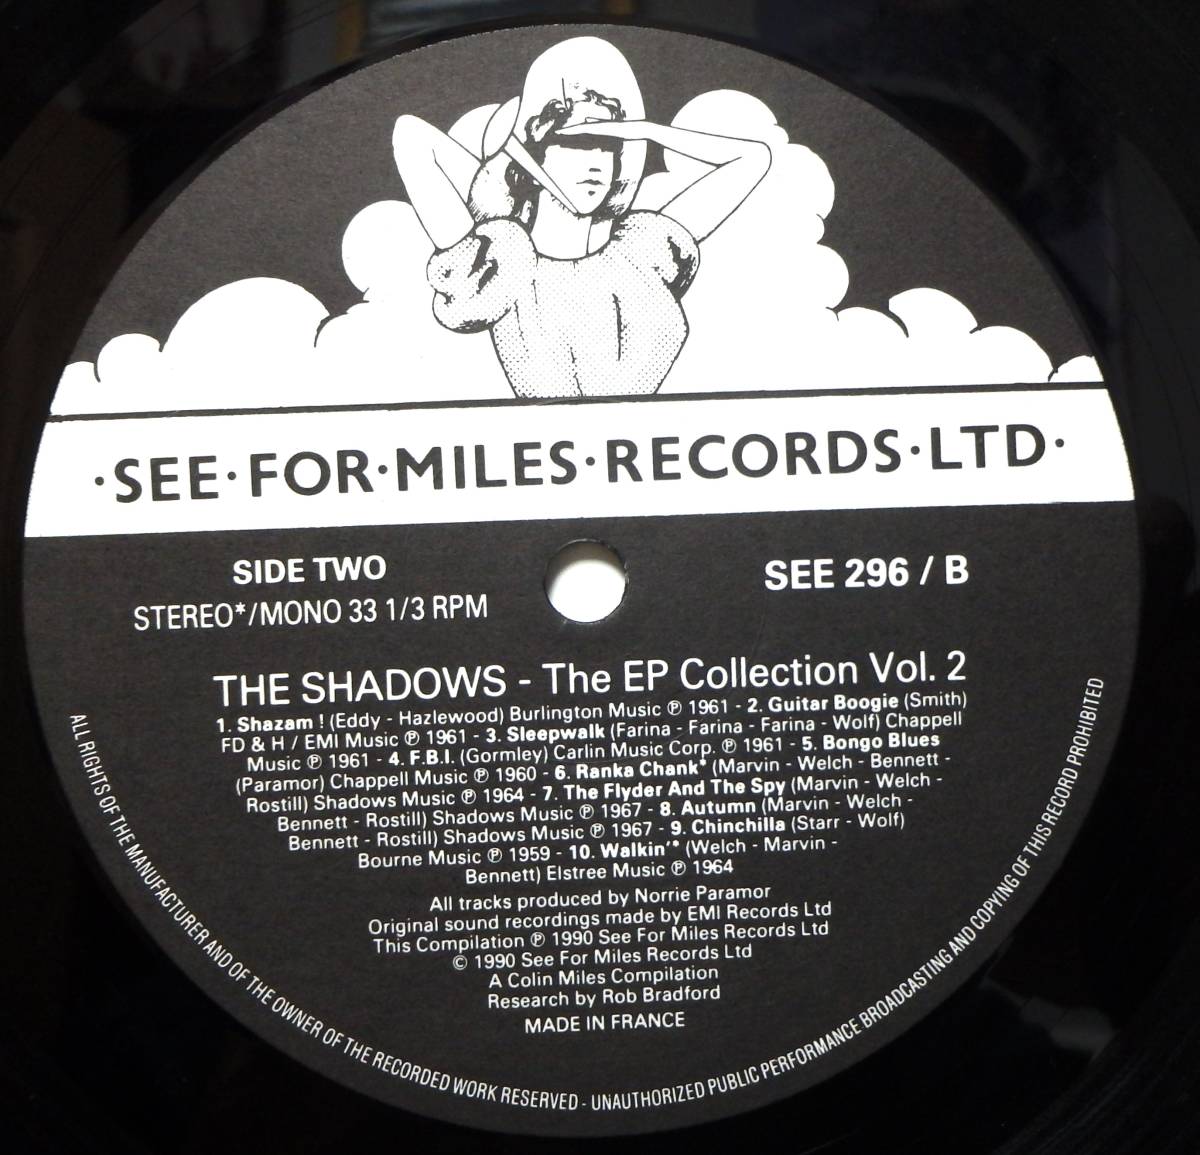 ·SEE·FOR·MILES·RECORDS·LTD·
SIDE TWO
SEE 296 / B
STEREO*/MONO 33 1/3 RPM
THE SHADOWS - The EP Collection Vol. 2
1. Shazam ! (Eddy - Hazlewood) Burlington Music ℗ 1961 - 2. Guitar Boogie (Smith)
FD & H / EMI Music ℗ 1961 - 3. Sleepwalk (Farina - Farina - Farina - Wolf) Chappell
Music ℗ 1961 - 4. F.B.I. (Gormley) Carlin Music Corp. ℗ 1961 - 5. Bongo Blues
(Paramor) Chappell Music ℗ 1960 - 6. Ranka Chank* (Marvin - Welch - Bennett -
Rostill) Shadows Music ℗ 1964 - 7. The Flyder And The Spy (Marvin - Welch -
Bennett - Rostill) Shadows Music ℗ 1967 - 8. Autumn (Marvin - Welch -
Bennett - Rostill) Shadows Music ℗ 1967 - 9. Chinchilla (Starr - Wolf)
Bourne Music ℗ 1959 - 10. Walkin'* (Welch - Marvin -
Bennett) Elstree Music ℗ 1964
All tracks produced by Norrie Paramor
Original sound recordings made by EMI Records Ltd
This Compilation ℗ 1990 See For Miles Records Ltd
© 1990 See For Miles Records Ltd
A Colin Miles Compilation
Research by Rob Bradford
MADE IN FRANCE
ALL RIGHTS OF THE MANUFACTURER AND OF THE OWNER OF THE RECORDED WORK RESERVED - UNAUTHORIZED PUBLIC PERFORMANCE BROADCASTING AND COPYING OF THIS RECORD PROHIBITED